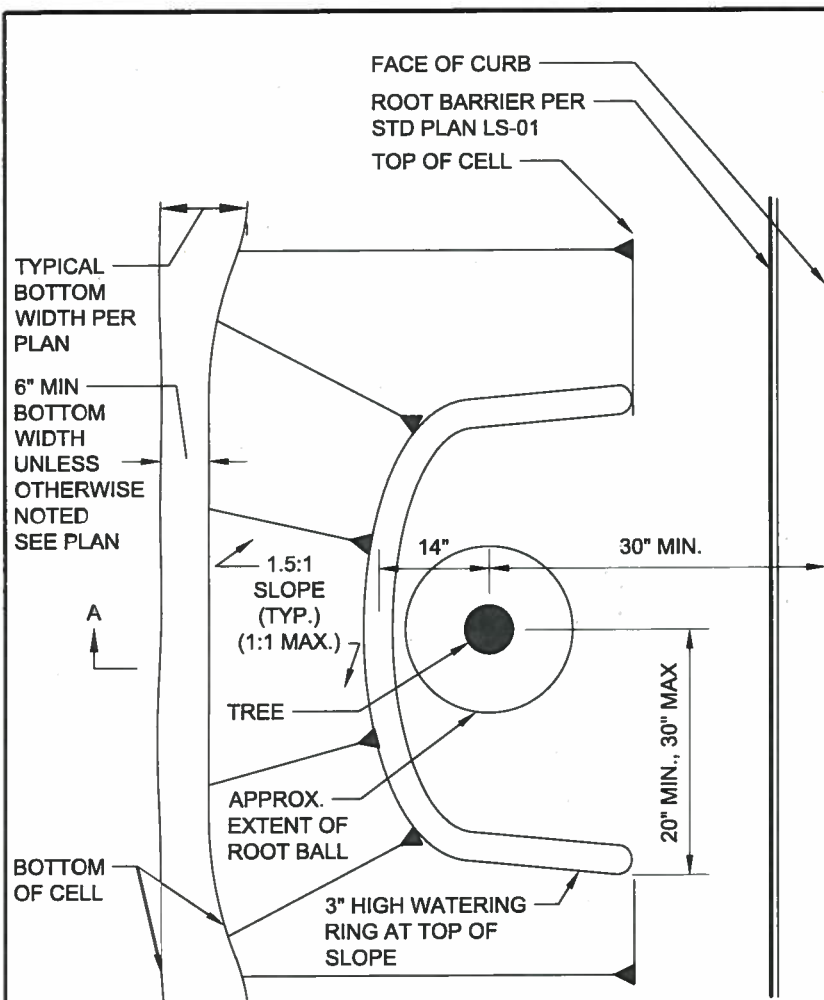 FACE OF CURB
ROOT BARRIER PER
STD PLAN LS-01
TOP OF CELL
TYPICAL
BOTTOM
WIDTH PER
PLAN
6" MIN
BOTTOM
WIDTH
UNLESS
OTHERWISE
NOTED
SEE PLAN
14"
30" MIN.
1.5:1
SLOPE
(TYP.)
(1:1 MAX.)
A
TREE
20" MIN., 30" MAX
APPROX.
EXTENT OF
ROOT BALL
BOTTOM
OF CELL
3" HIGH WATERING
RING AT TOP OF
SLOPE